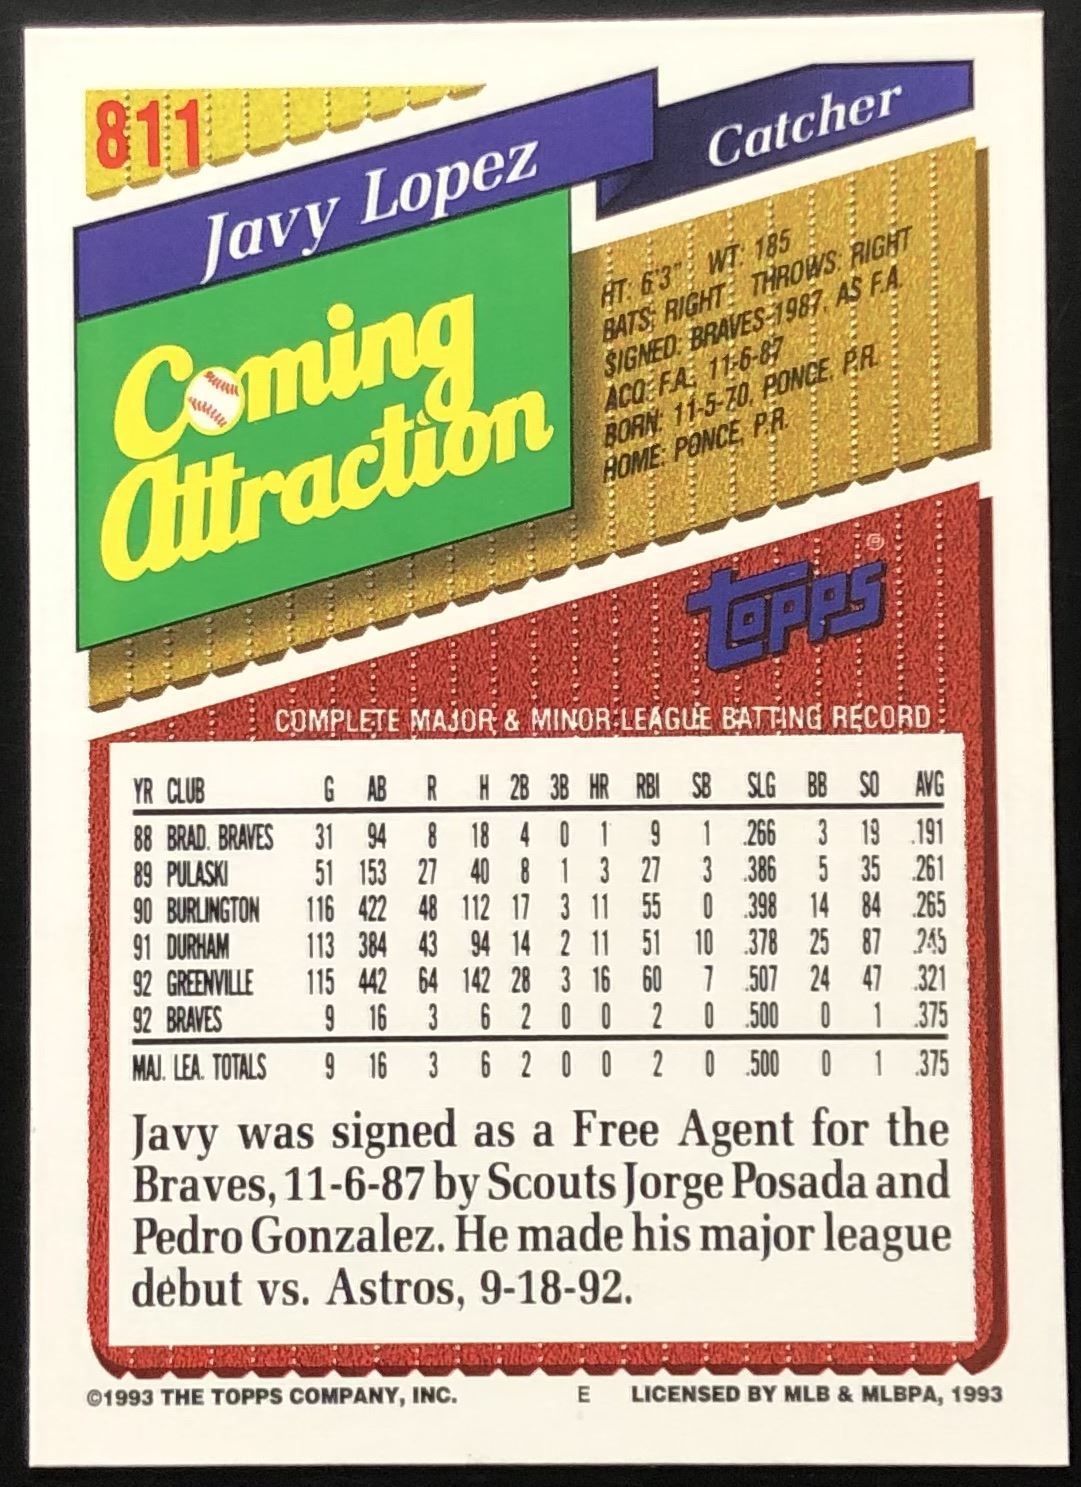 811
Javy Lopez
Catcher
Coming
Attraction
HT: 6'3" WT: 185
BATS: RIGHT THROWS: RIGHT
SIGNED: BRAVES-1987, AS F.A.
ACQ: F.A., 11-6-87
BORN: 11-5-70, PONCE, P.R.
HOME: PONCE, P.R.
topps®
COMPLETE MAJOR & MINOR LEAGUE BATTING RECORD
YR CLUB G AB R H 2B 3B HR RBI SB SLG BB SO AVG
88 BRAD. BRAVES 31 94 8 18 4 0 1 9 1 .266 3 19 .191
89 PULASKI 51 153 27 40 8 1 3 27 3 .386 5 35 .261
90 BURLINGTON 116 422 48 112 17 3 11 55 0 .398 14 84 .265
91 DURHAM 113 384 43 94 14 2 11 51 10 .378 25 87 .245
92 GREENVILLE 115 442 64 142 28 3 16 60 7 .507 24 47 .321
92 BRAVES 9 16 3 6 2 0 0 2 0 .500 0 1 .375
MAJ. LEA. TOTALS 9 16 3 6 2 0 0 2 0 .500 0 1 .375
Javy was signed as a Free Agent for the
Braves, 11-6-87 by Scouts Jorge Posada and
Pedro Gonzalez. He made his major league
debut vs. Astros, 9-18-92.
©1993 THE TOPPS COMPANY, INC. E LICENSED BY MLB & MLBPA, 1993